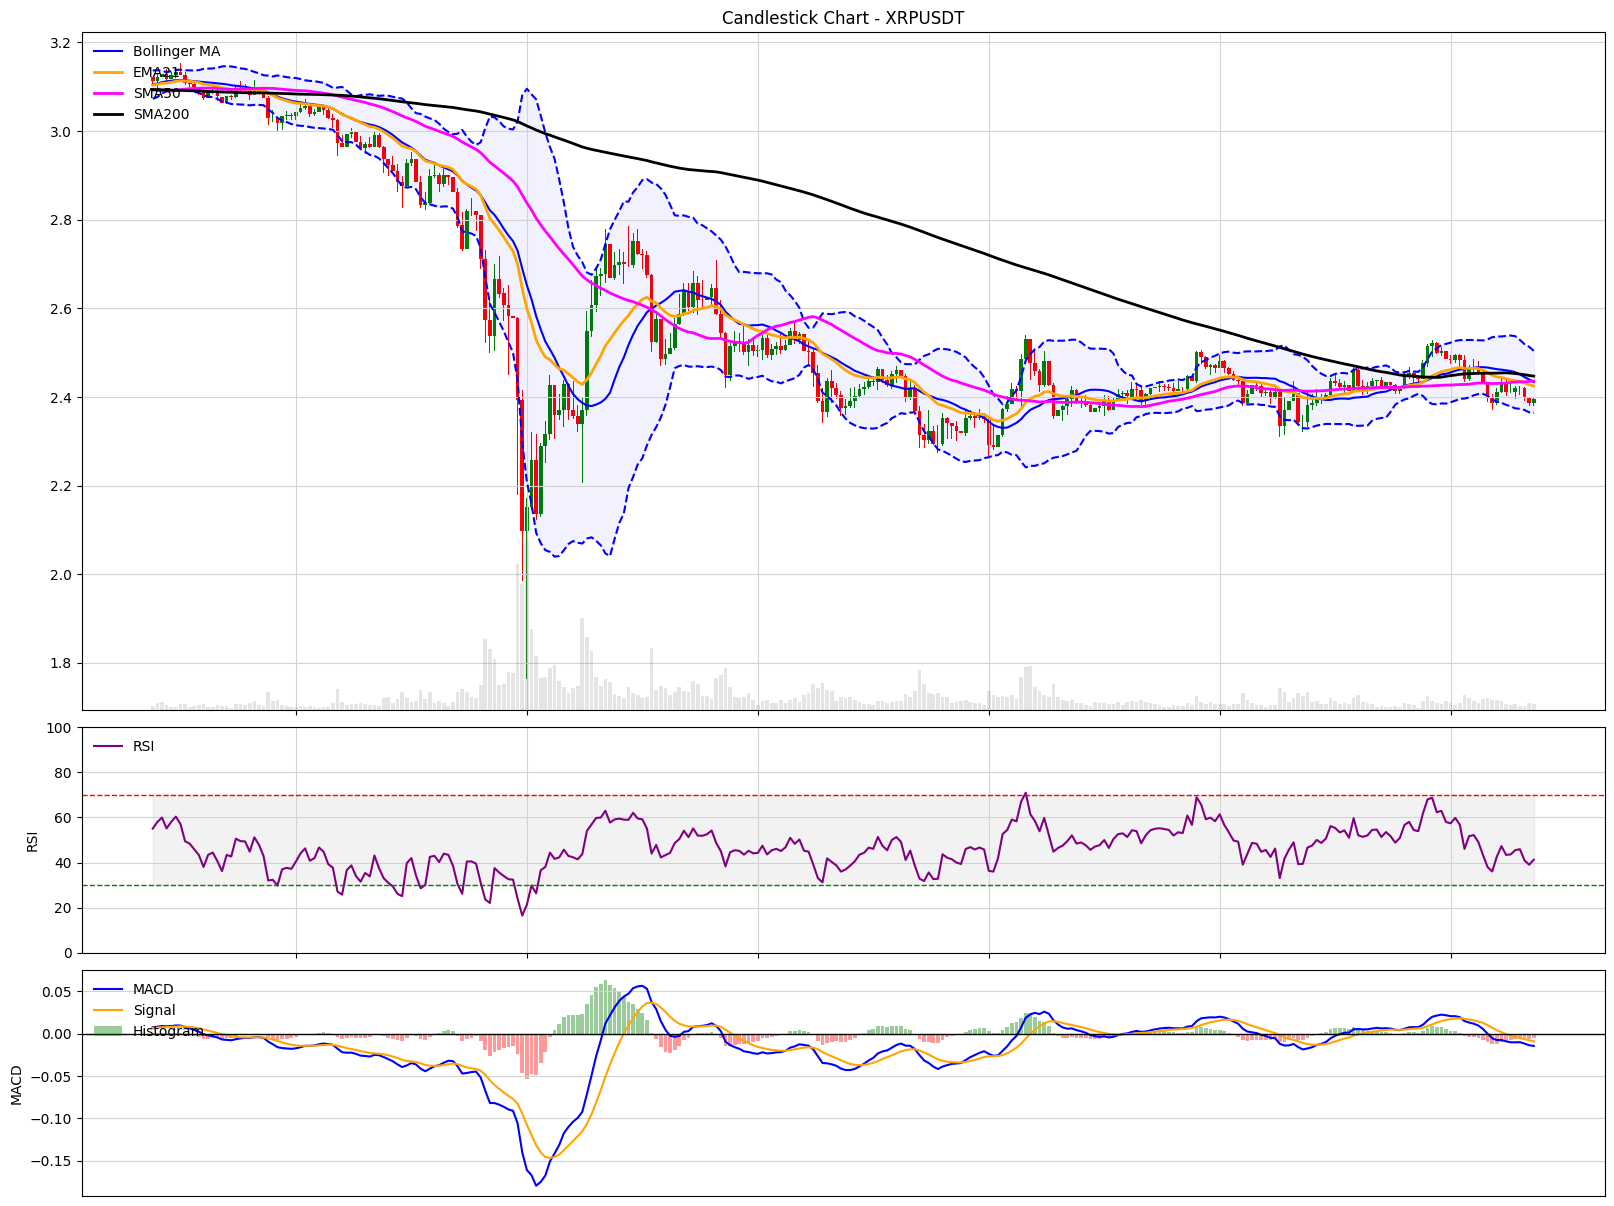 Candlestick Chart - XRPUSDT
Bollinger MA
EMA21
SMA50
SMA200
3.2
3.0
2.8
2.6
2.4
2.2
2.0
1.8
RSI
RSI
100
80
60
40
20
0
MACD
Signal
Histogram
MACD
0.05
0.00
−0.05
−0.10
−0.15